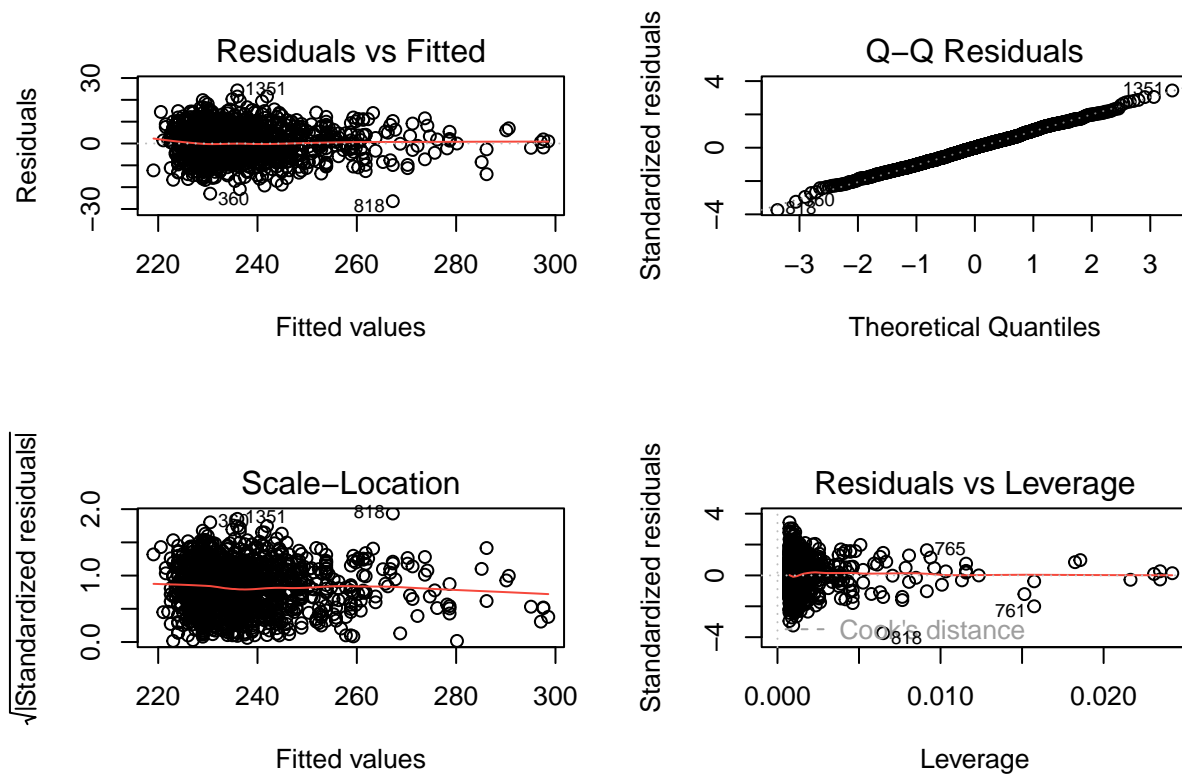 Residuals vs Fitted
Residuals
30
0
−30
1351
360
818
220 240 260 280 300
Fitted values
Q−Q Residuals
Standardized residuals
4
0
−4
1351
360
818
−3 −2 −1 0 1 2 3
Theoretical Quantiles
Scale−Location
√|Standardized residuals|
2.0
1.0
0.0
360
1351
818
220 240 260 280 300
Fitted values
Residuals vs Leverage
Standardized residuals
4
0
−4
765
761
818
Cook's distance
0.000 0.010 0.020
Leverage